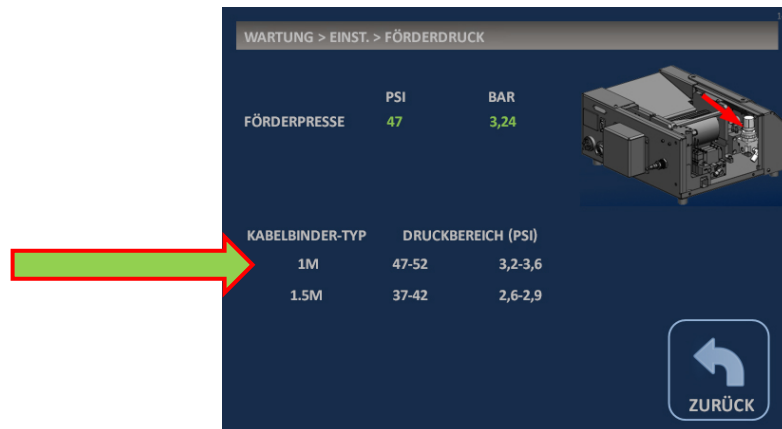 WARTUNG > EINST. > FÖRDERDRUCK
PSI BAR
FÖRDERPRESSE 47 3,24
KABELBINDER-TYP DRUCKBEREICH (PSI)
1M 47-52 3,2-3,6
1.5M 37-42 2,6-2,9
ZURÜCK